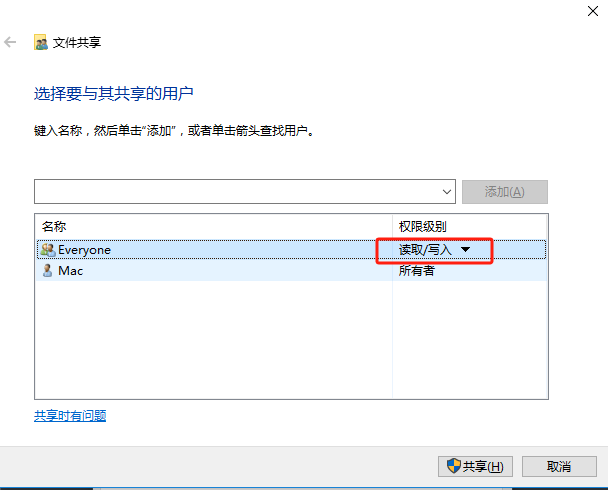 文件共享
选择要与其共享的用户
键入名称，然后单击“添加”，或者单击箭头查找用户。
添加(A)
名称 权限级别
Everyone 读取/写入
Mac 所有者
共享时有问题
共享(H) 取消